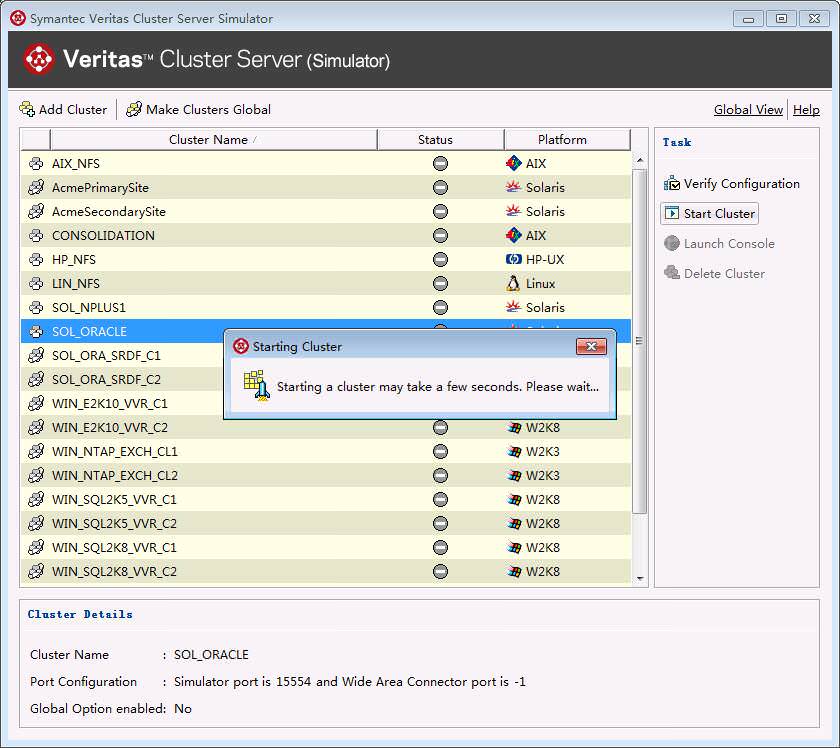 Symantec Veritas Cluster Server Simulator
Veritas™ Cluster Server (Simulator)
Add Cluster Make Clusters Global Global View Help
Cluster Name Status Platform
AIX_NFS AIX
AcmePrimarySite Solaris
AcmeSecondarySite Solaris
CONSOLIDATION AIX
HP_NFS HP-UX
LIN_NFS Linux
SOL_NPLUS1 Solaris
SOL_ORACLE
SOL_ORA_SRDF_C1
SOL_ORA_SRDF_C2
WIN_E2K10_VVR_C1
WIN_E2K10_VVR_C2 W2K8
WIN_NTAP_EXCH_CL1 W2K3
WIN_NTAP_EXCH_CL2 W2K3
WIN_SQL2K5_VVR_C1 W2K8
WIN_SQL2K5_VVR_C2 W2K8
WIN_SQL2K8_VVR_C1 W2K8
WIN_SQL2K8_VVR_C2 W2K8
Starting Cluster
Starting a cluster may take a few seconds. Please wait...
Task
Verify Configuration
Start Cluster
Launch Console
Delete Cluster
Cluster Details
Cluster Name : SOL_ORACLE
Port Configuration : Simulator port is 15554 and Wide Area Connector port is -1
Global Option enabled: No